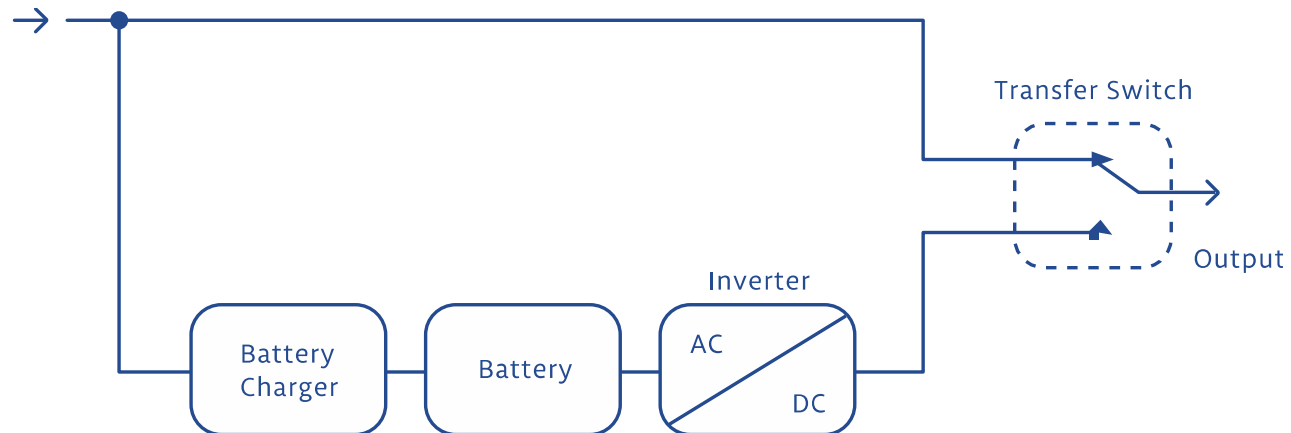 Transfer Switch
Output
Inverter
Battery
Charger
Battery
AC
DC